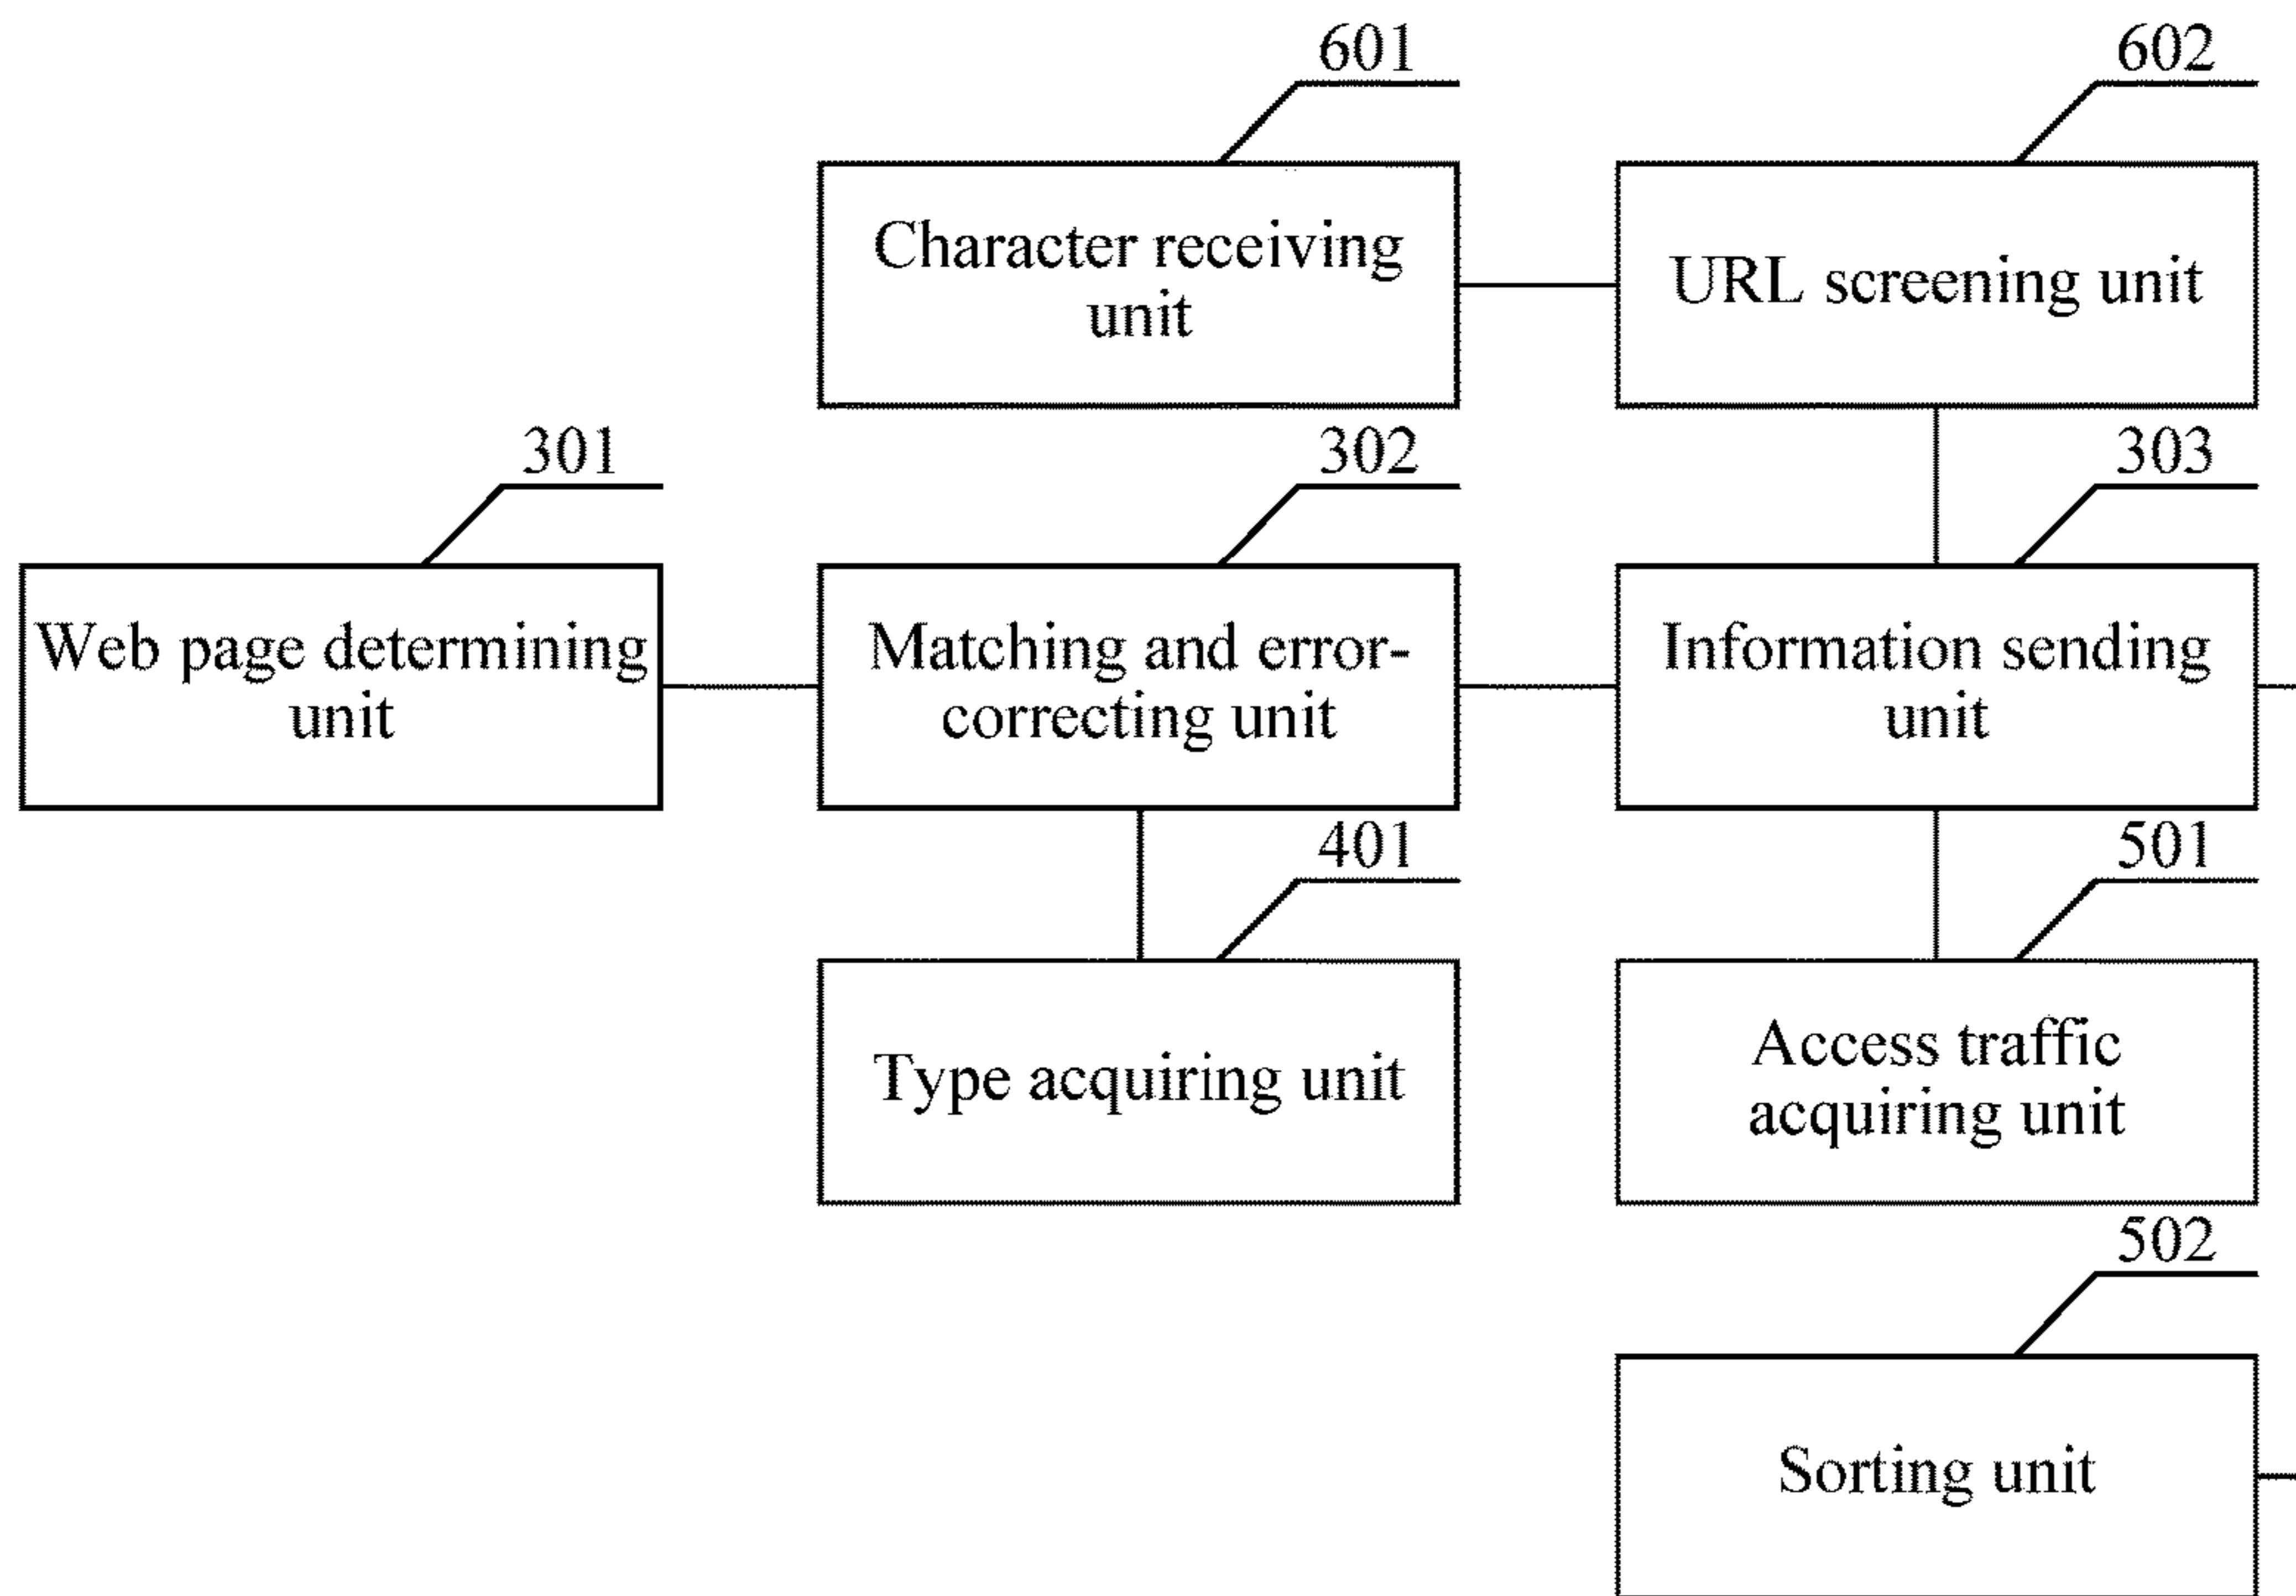 601
602
Character receiving
unit
URL screening unit
301
302
303
Web page determining
unit
Matching and error-
correcting unit
Information sending
unit
401
501
Type acquiring unit
Access traffic
acquiring unit
502
Sorting unit